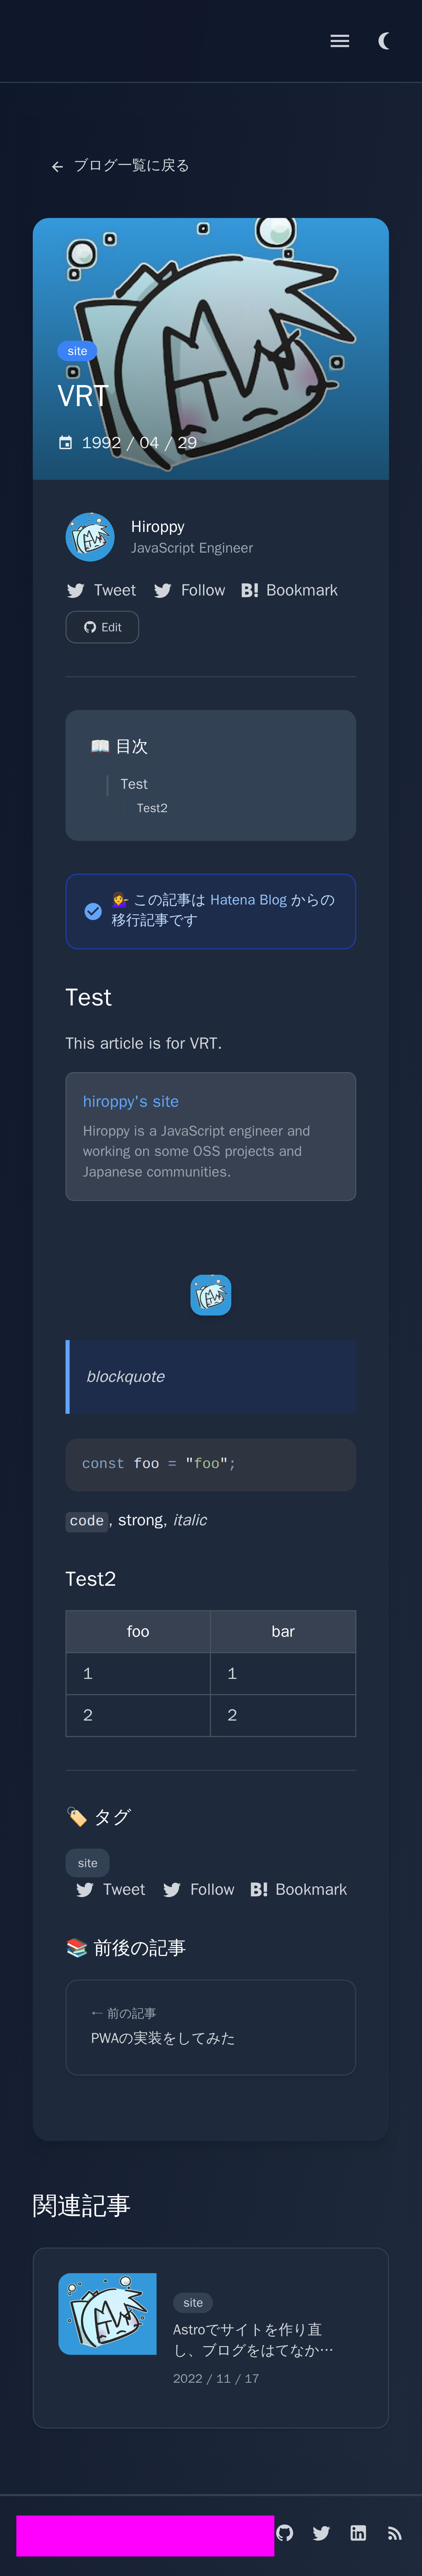 ブログ一覧に戻る
site
VRT
1992 / 04 / 29
Hiroppy
JavaScript Engineer
Tweet Follow B! Bookmark
Edit
📖 目次
Test
Test2
💁‍♀️ この記事は Hatena Blog からの
移行記事です
Test
This article is for VRT.
hiroppy's site
Hiroppy is a JavaScript engineer and
working on some OSS projects and
Japanese communities.
blockquote
const foo = "foo";
code, strong, italic
Test2
foo bar
1 1
2 2
🏷️ タグ
site
Tweet Follow B! Bookmark
📚 前後の記事
← 前の記事
PWAの実装をしてみた
関連記事
site
Astroでサイトを作り直
し、ブログをはてなか…
2022 / 11 / 17